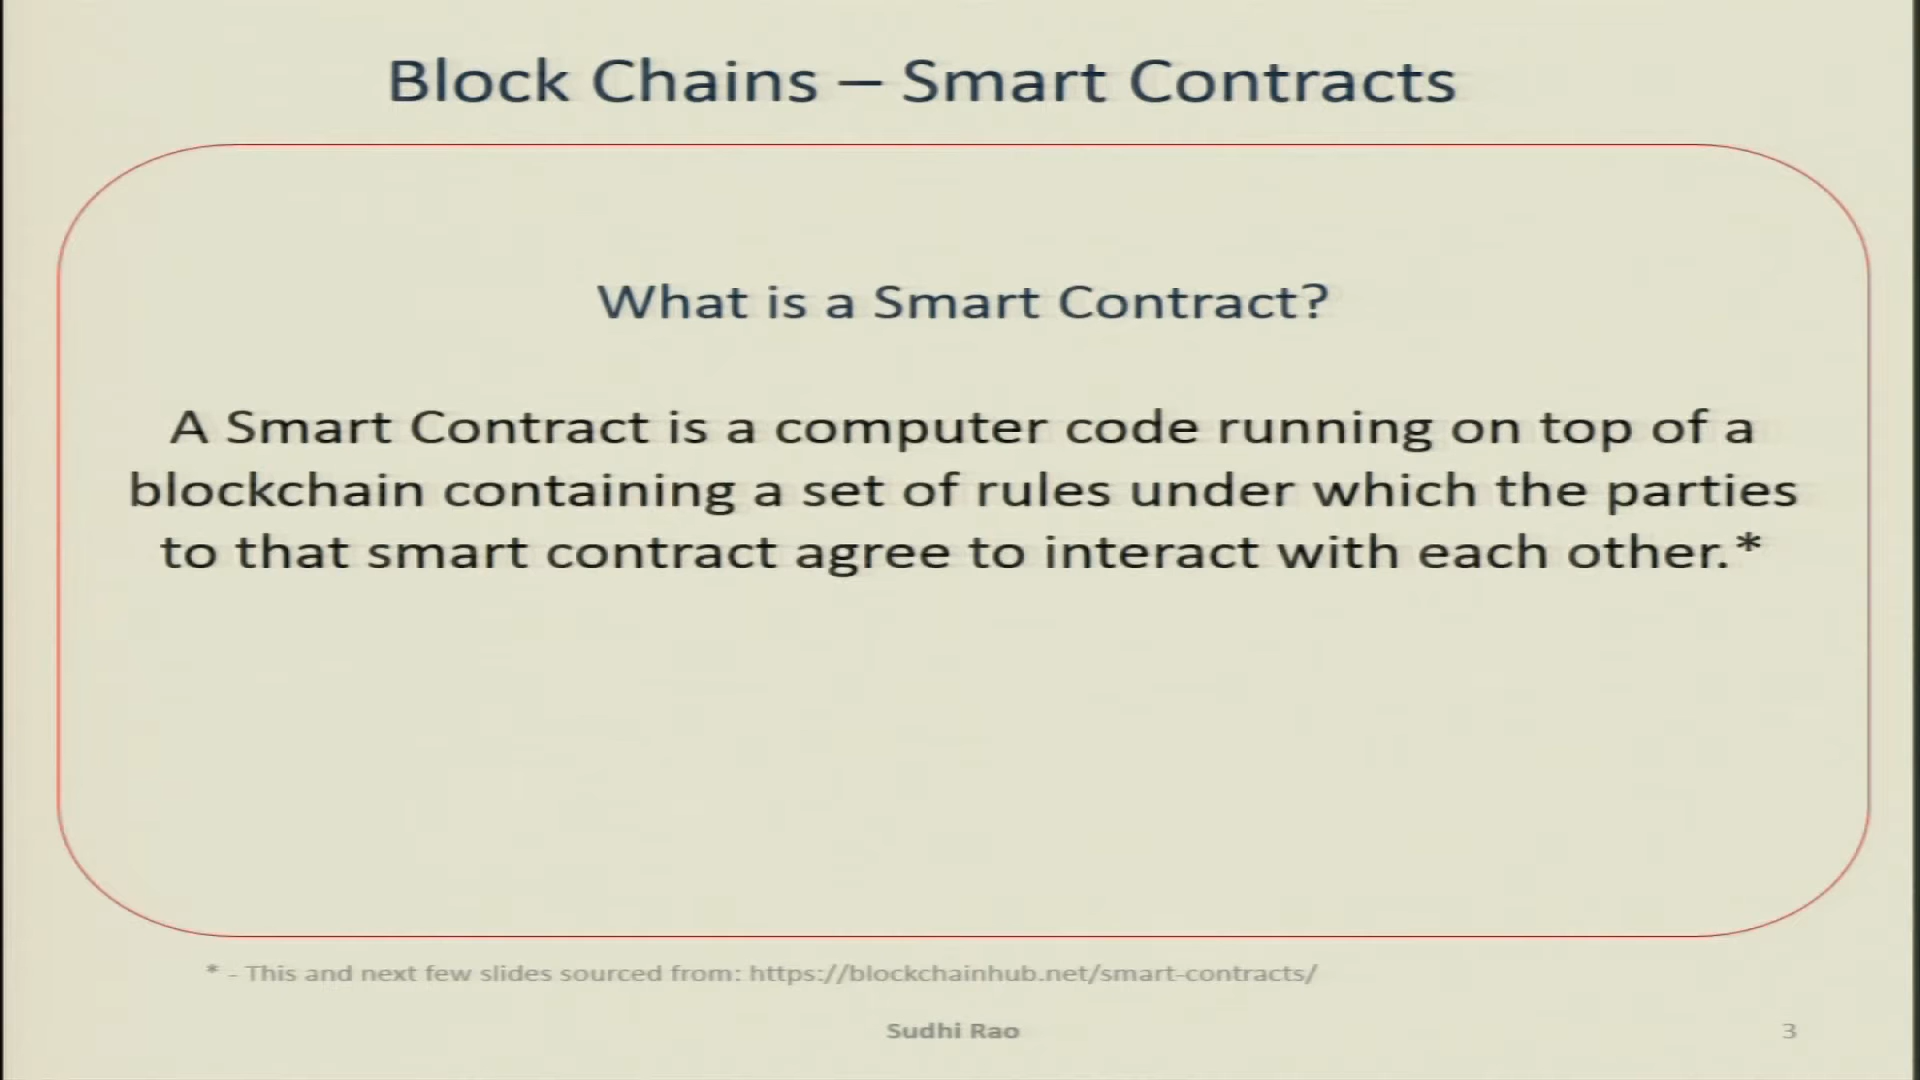 Block Chains – Smart Contracts
What is a Smart Contract?
A Smart Contract is a computer code running on top of a
blockchain containing a set of rules under which the parties
to that smart contract agree to interact with each other.*
* - This and next few slides sourced from: https://blockchainhub.net/smart-contracts/
Sudhi Rao
3